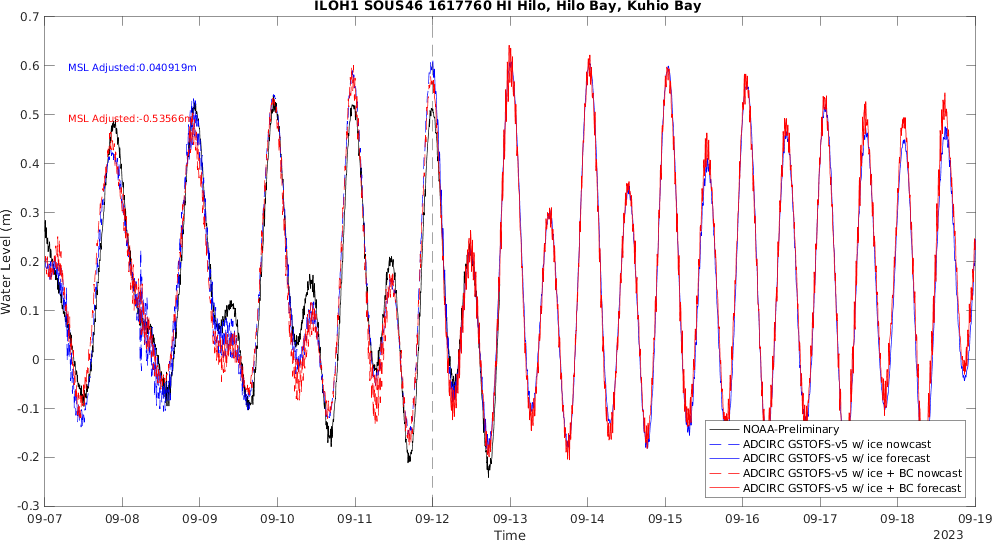 ILOH1 SOUS46 1617760 HI Hilo, Hilo Bay, Kuhio Bay
0.7
0.6
0.5
0.4
0.3
0.2
0.1
0
-0.1
-0.2
-0.3
Water Level (m)
MSL Adjusted:0.040919m
MSL Adjusted:-0.53566m
NOAA-Preliminary
ADCIRC GSTOFS-v5 w/ ice nowcast
ADCIRC GSTOFS-v5 w/ ice forecast
ADCIRC GSTOFS-v5 w/ ice + BC nowcast
ADCIRC GSTOFS-v5 w/ ice + BC forecast
09-07 09-08 09-09 09-10 09-11 09-12 09-13 09-14 09-15 09-16 09-17 09-18 09-19
Time
2023